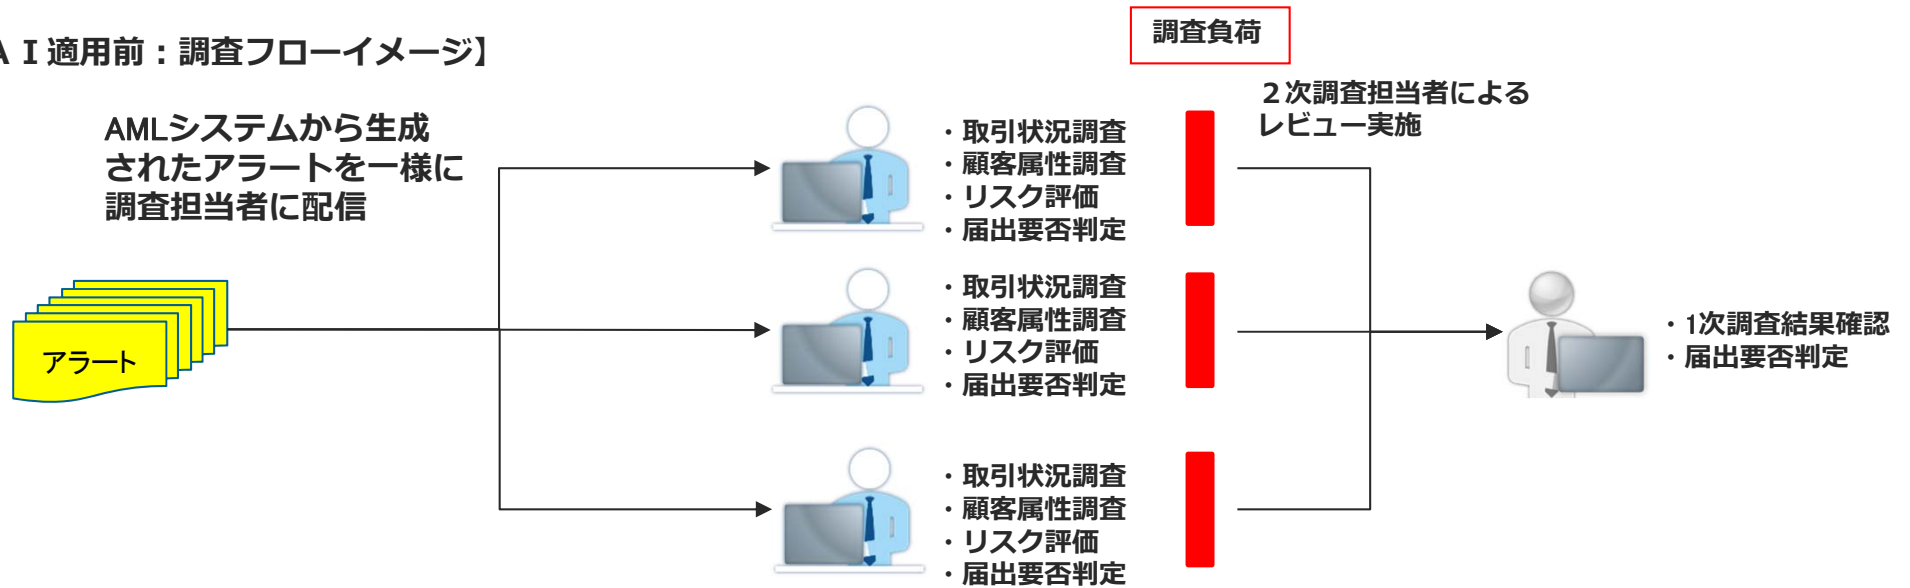 ＡＩ適用前：調査フローイメージ】
調査負荷
AMLシステムから生成
されたアラートを一様に
調査担当者に配信
２次調査担当者による
レビュー実施
・取引状況調査
・顧客属性調査
・リスク評価
・届出要否判定
アラート
・取引状況調査
・顧客属性調査
・リスク評価
・届出要否判定
・1次調査結果確認
・届出要否判定
・取引状況調査
・顧客属性調査
・リスク評価
・届出要否判定